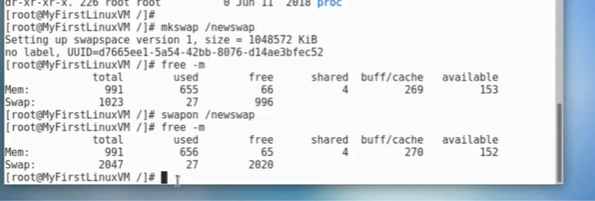 dr-xr-xr-x. 226 root root 0 Jun 11 2018 proc
[root@MyFirstLinuxVM /]#
[root@MyFirstLinuxVM /]# mkswap /newswap
Setting up swapspace version 1, size = 1048572 KiB
no label, UUID=d7665ee1-5a54-42bb-8076-d14ae3bfec52
[root@MyFirstLinuxVM /]# free -m
total used free shared buff/cache available
Mem: 991 655 66 4 269 153
Swap: 1023 27 996
[root@MyFirstLinuxVM /]# swapon /newswap
[root@MyFirstLinuxVM /]# free -m
total used free shared buff/cache available
Mem: 991 656 65 4 270 152
Swap: 2047 27 2020
[root@MyFirstLinuxVM /]#